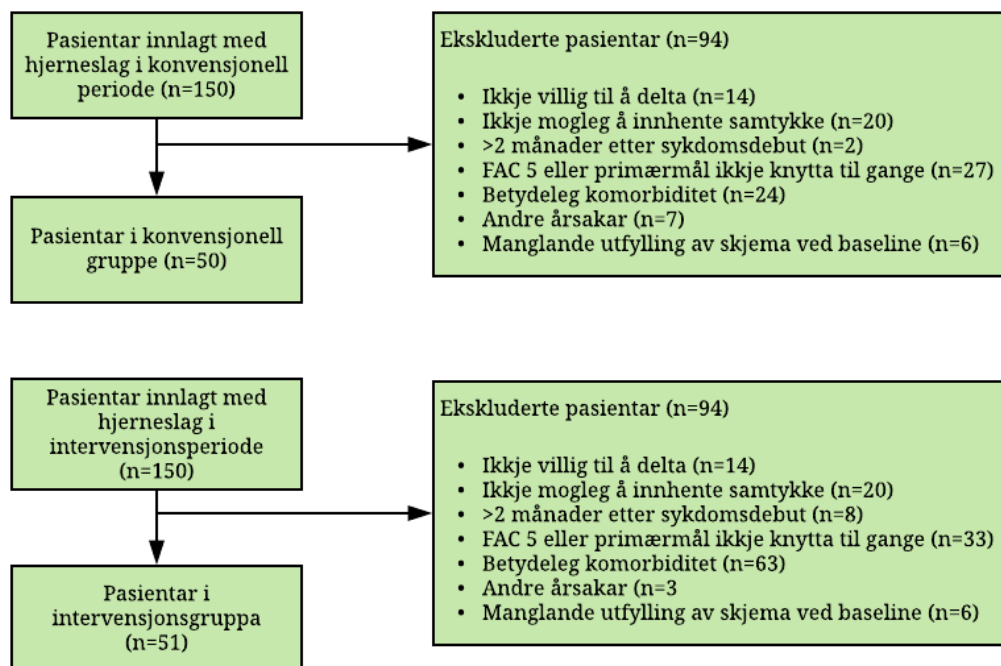 Pasientar innlagt med
hjerneslag i konvensjonell
periode (n=150)
Ekskluderte pasientar (n=94)
• Ikkje villig til å delta (n=14)
• Ikkje mogleg å innhente samtykke (n=20)
• >2 månader etter sykdomsdebut (n=2)
• FAC 5 eller primærmål ikkje knytta til gange (n=27)
• Betydeleg komorbiditet (n=24)
• Andre årsakar (n=7)
• Manglande utfylling av skjema ved baseline (n=6)
Pasientar i konvensjonell
gruppe (n=50)
Pasientar innlagt med
hjerneslag i
intervensjonsperiode
(n=150)
Ekskluderte pasientar (n=94)
• Ikkje villig til å delta (n=14)
• Ikkje mogleg å innhente samtykke (n=20)
• >2 månader etter sykdomsdebut (n=8)
• FAC 5 eller primærmål ikkje knytta til gange (n=33)
• Betydeleg komorbiditet (n=63)
• Andre årsakar (n=3
• Manglande utfylling av skjema ved baseline (n=6)
Pasientar i
intervensjonsgruppa
(n=51)